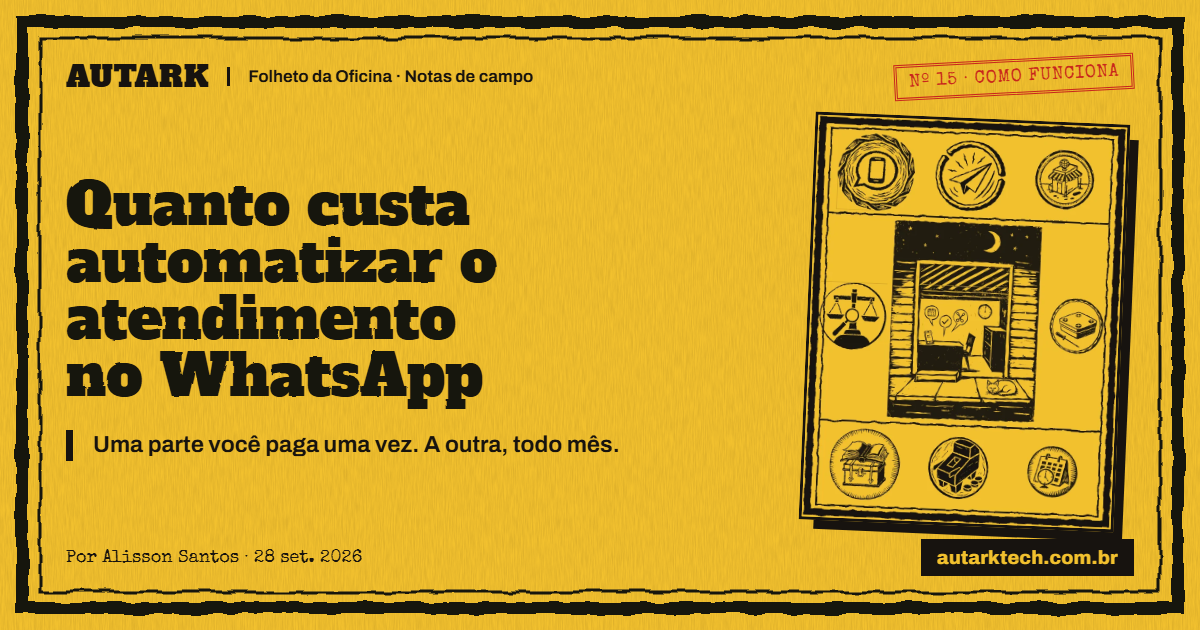 AUTARK
Folheto da Oficina · Notas de campo
Nº 15 · COMO FUNCIONA
Quanto custa
automatizar o
atendimento
no WhatsApp
Uma parte você paga uma vez. A outra, todo mês.
Por Alisson Santos · 28 set. 2026
autarktech.com.br